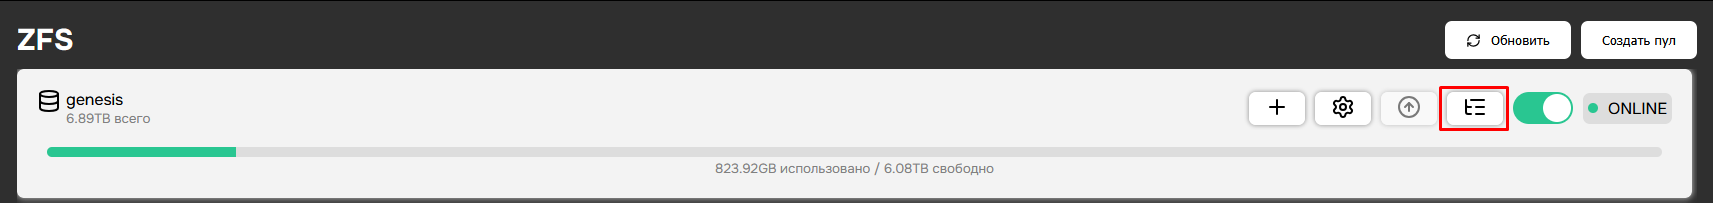 ZFS
Обновить
Создать пул
genesis
6.89TB всего
ONLINE
823.92GB использовано / 6.08TB свободно